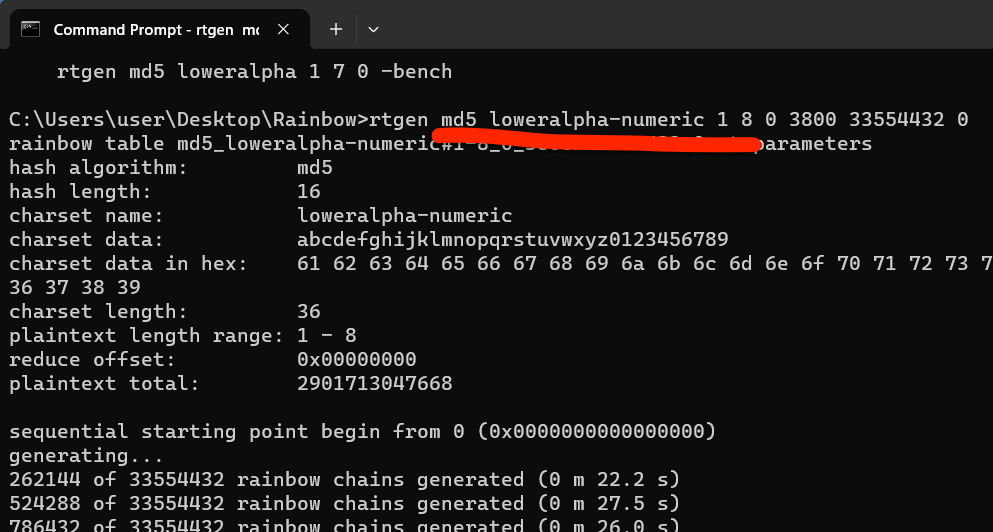 Command Prompt - rtgen md
rtgen md5 loweralpha 1 7 0 -bench
C:\Users\user\Desktop\Rainbow>rtgen md5 loweralpha-numeric 1 8 0 3800 33554432 0
rainbow table md5_loweralpha-numeric#1-8_0_ parameters
hash algorithm: md5
hash length: 16
charset name: loweralpha-numeric
charset data: abcdefghijklmnopqrstuvwxyz0123456789
charset data in hex: 61 62 63 64 65 66 67 68 69 6a 6b 6c 6d 6e 6f 70 71 72 73 7
36 37 38 39
charset length: 36
plaintext length range: 1 - 8
reduce offset: 0x00000000
plaintext total: 2901713047668
sequential starting point begin from 0 (0x0000000000000000)
generating...
262144 of 33554432 rainbow chains generated (0 m 22.2 s)
524288 of 33554432 rainbow chains generated (0 m 27.5 s)
786432 of 33554432 rainbow chains generated (0 m 26.0 s)